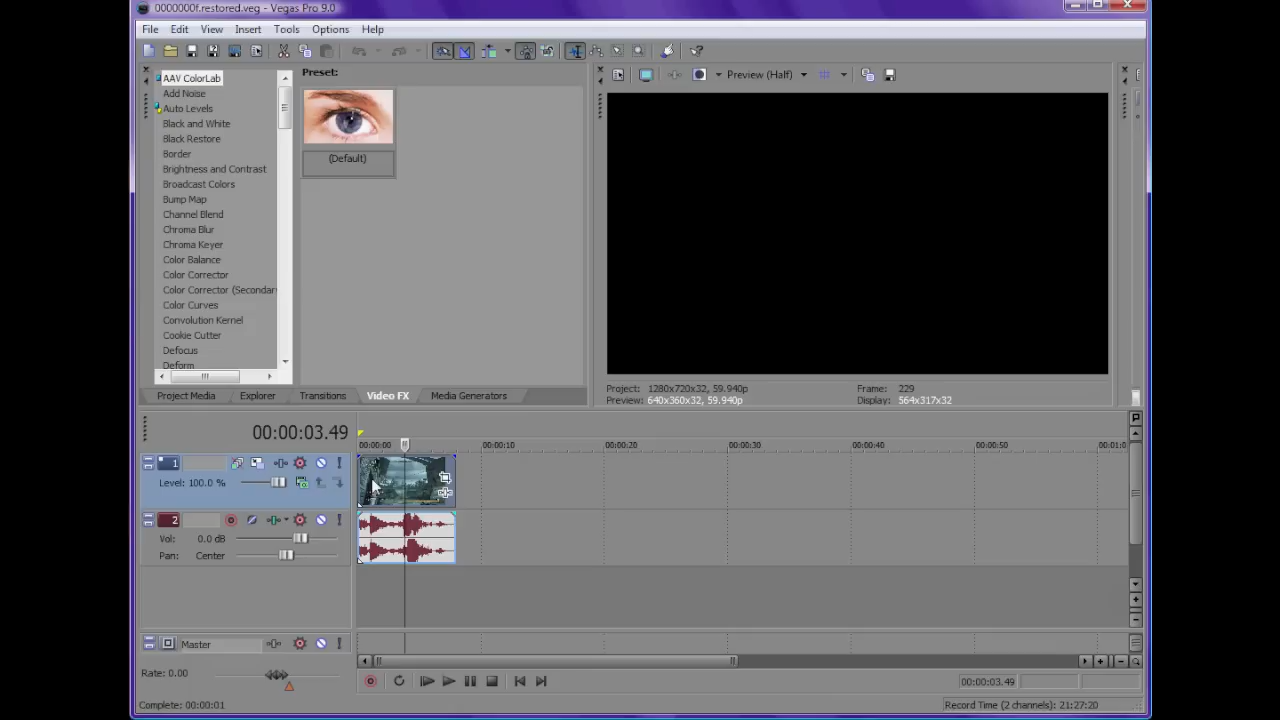 0000000f.restored.veg - Vegas Pro 9.0
File Edit View Insert Tools Options Help
AAV ColorLab
Add Noise
Auto Levels
Black and White
Black Restore
Border
Brightness and Contrast
Broadcast Colors
Bump Map
Channel Blend
Chroma Blur
Chroma Keyer
Color Balance
Color Corrector
Color Corrector (Secondar
Color Curves
Convolution Kernel
Cookie Cutter
Defocus
Deform
Preset:
(Default)
Preview (Half)
Project: 1280x720x32, 59.940p
Preview: 640x360x32, 59.940p
Frame: 229
Display: 564x317x32
Project Media Explorer Transitions Video FX Media Generators
00:00:03.49
00:00:00 00:00:10 00:00:20 00:00:30 00:00:40 00:00:50 00:01:0
1
Level: 100.0 %
2
Vol: 0.0 dB
Pan: Center
Master
Rate: 0.00
00:00:03.49
Complete: 00:00:01
Record Time (2 channels): 21:27:20